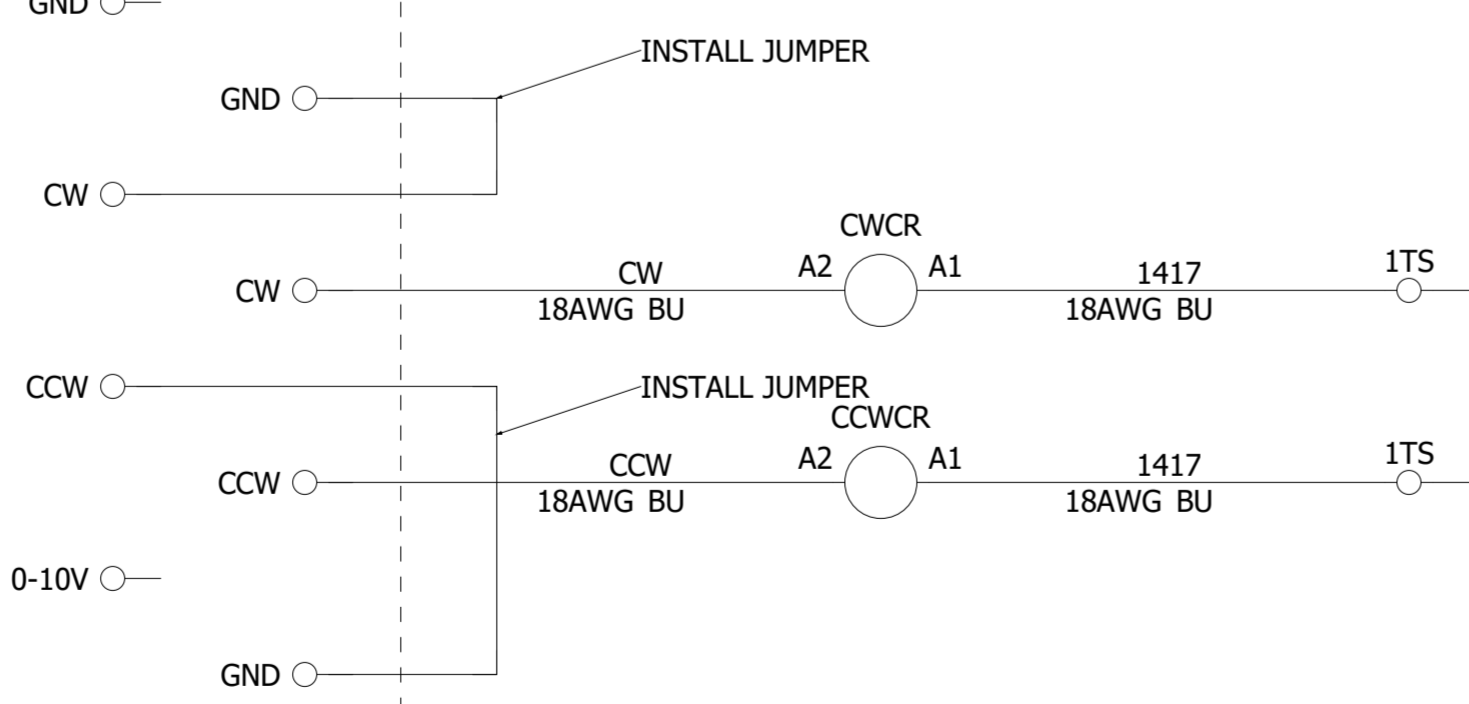 GND
INSTALL JUMPER
GND
CW
CWCR
CW A2 A1 1417 1TS
CW
18AWG BU 18AWG BU
CCW INSTALL JUMPER
CCWCR
CCW A2 A1 1417 1TS
CCW
18AWG BU 18AWG BU
0-10V
GND